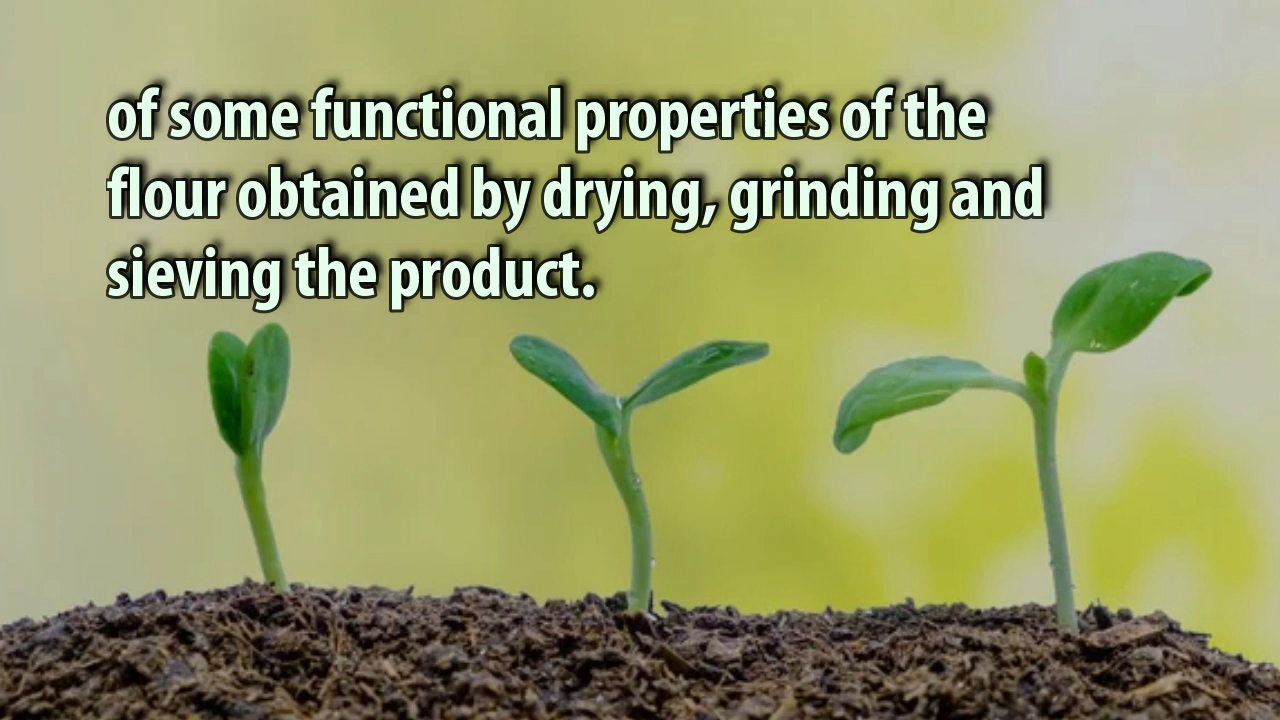 of some functional properties of the
flour obtained by drying, grinding and
sieving the product.